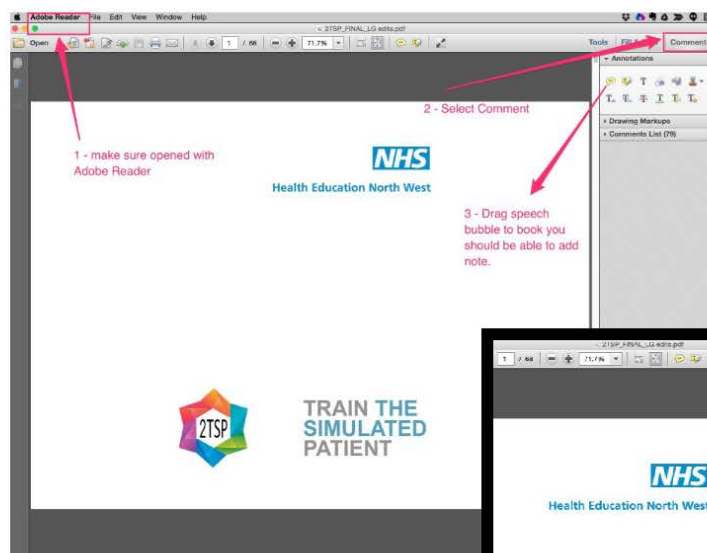 Adobe Reader File Edit View Window Help
2TSP_FINAL_LG edits.pdf
Open 1 / 68 71.7% Tools Comment
Annotations
T
T
Drawing Markups
Comments List (79)
2 - Select Comment
1 - make sure opened with
Adobe Reader
NHS
Health Education North West
3 - Drag speech
bubble to book you
should be able to add
note.
2TSP
TRAIN THE
SIMULATED
PATIENT
2TSP_FINAL_LG edits.pdf
1 / 68 71.7%
NHS
Health Education North West